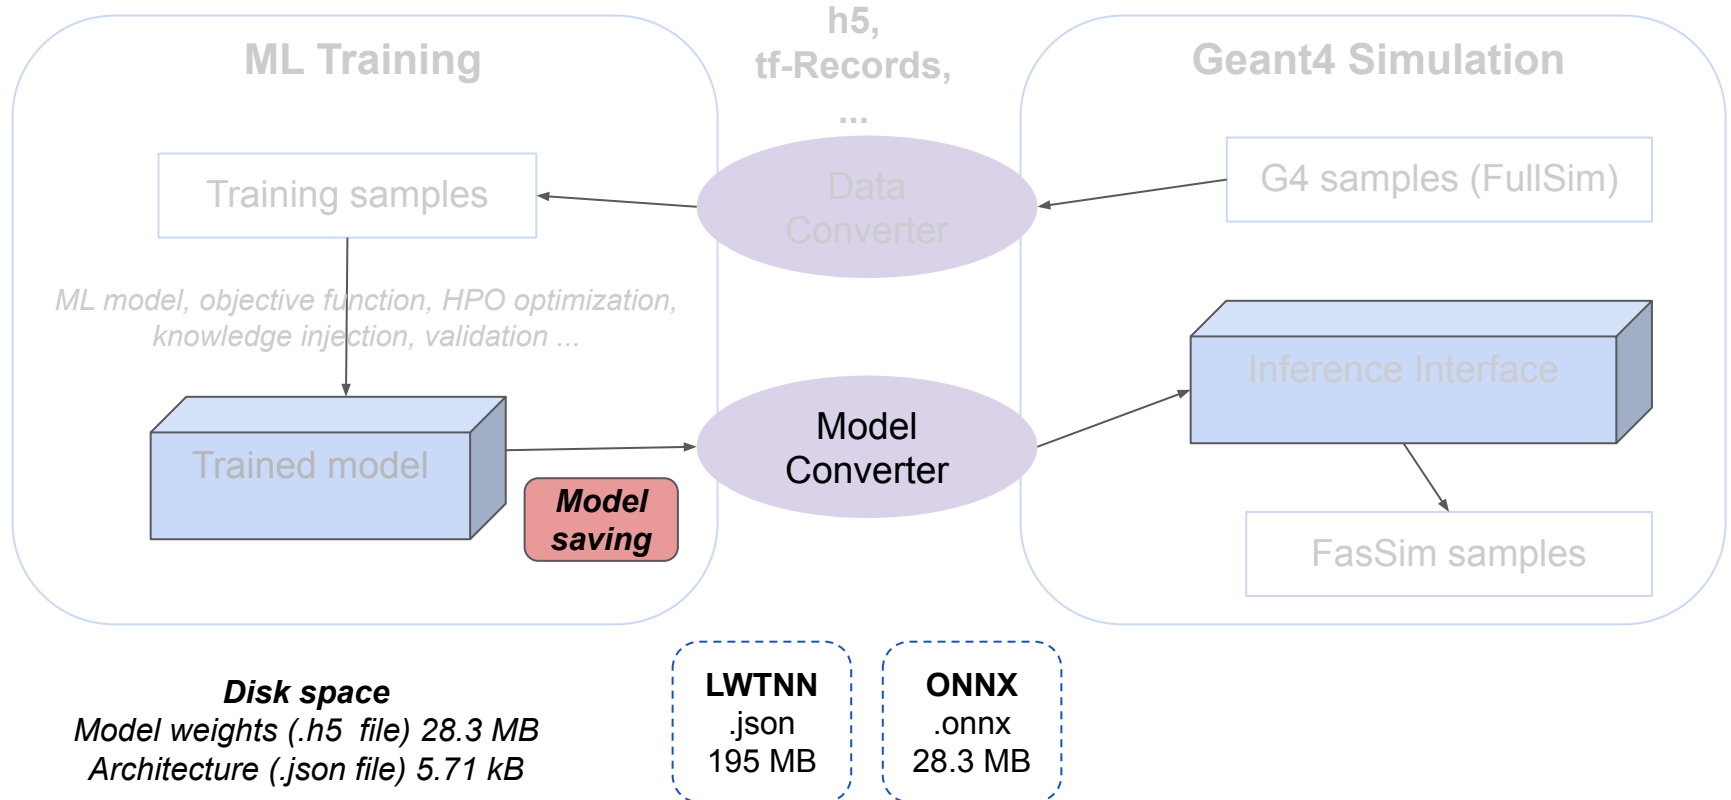 h5,
tf-Records,
...
ML Training
Geant4 Simulation
Training samples
Data
Converter
G4 samples (FullSim)
ML model, objective function, HPO optimization,
knowledge injection, validation ...
Trained model
Model
saving
Model
Converter
Inference Interface
FasSim samples
Disk space
Model weights (.h5 file) 28.3 MB
Architecture (.json file) 5.71 kB
LWTNN
.json
195 MB
ONNX
.onnx
28.3 MB